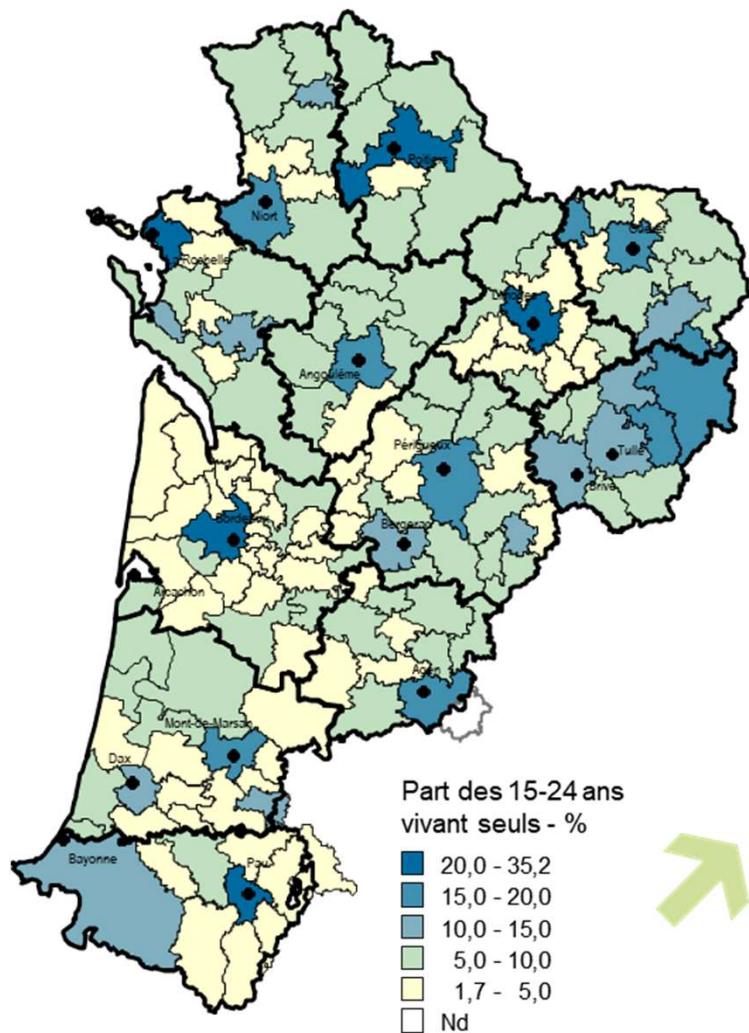 Poitiers
Niort
Rochelle
Guéret
Limoges
Angoulême
Périgueux
Tulle
Brive
Bordeaux
Bergerac
Arcachon
Agen
Mont-de-Marsan
Dax
Bayonne
Pau
Part des 15-24 ans
vivant seuls - %
20,0 - 35,2
15,0 - 20,0
10,0 - 15,0
5,0 - 10,0
1,7 - 5,0
Nd